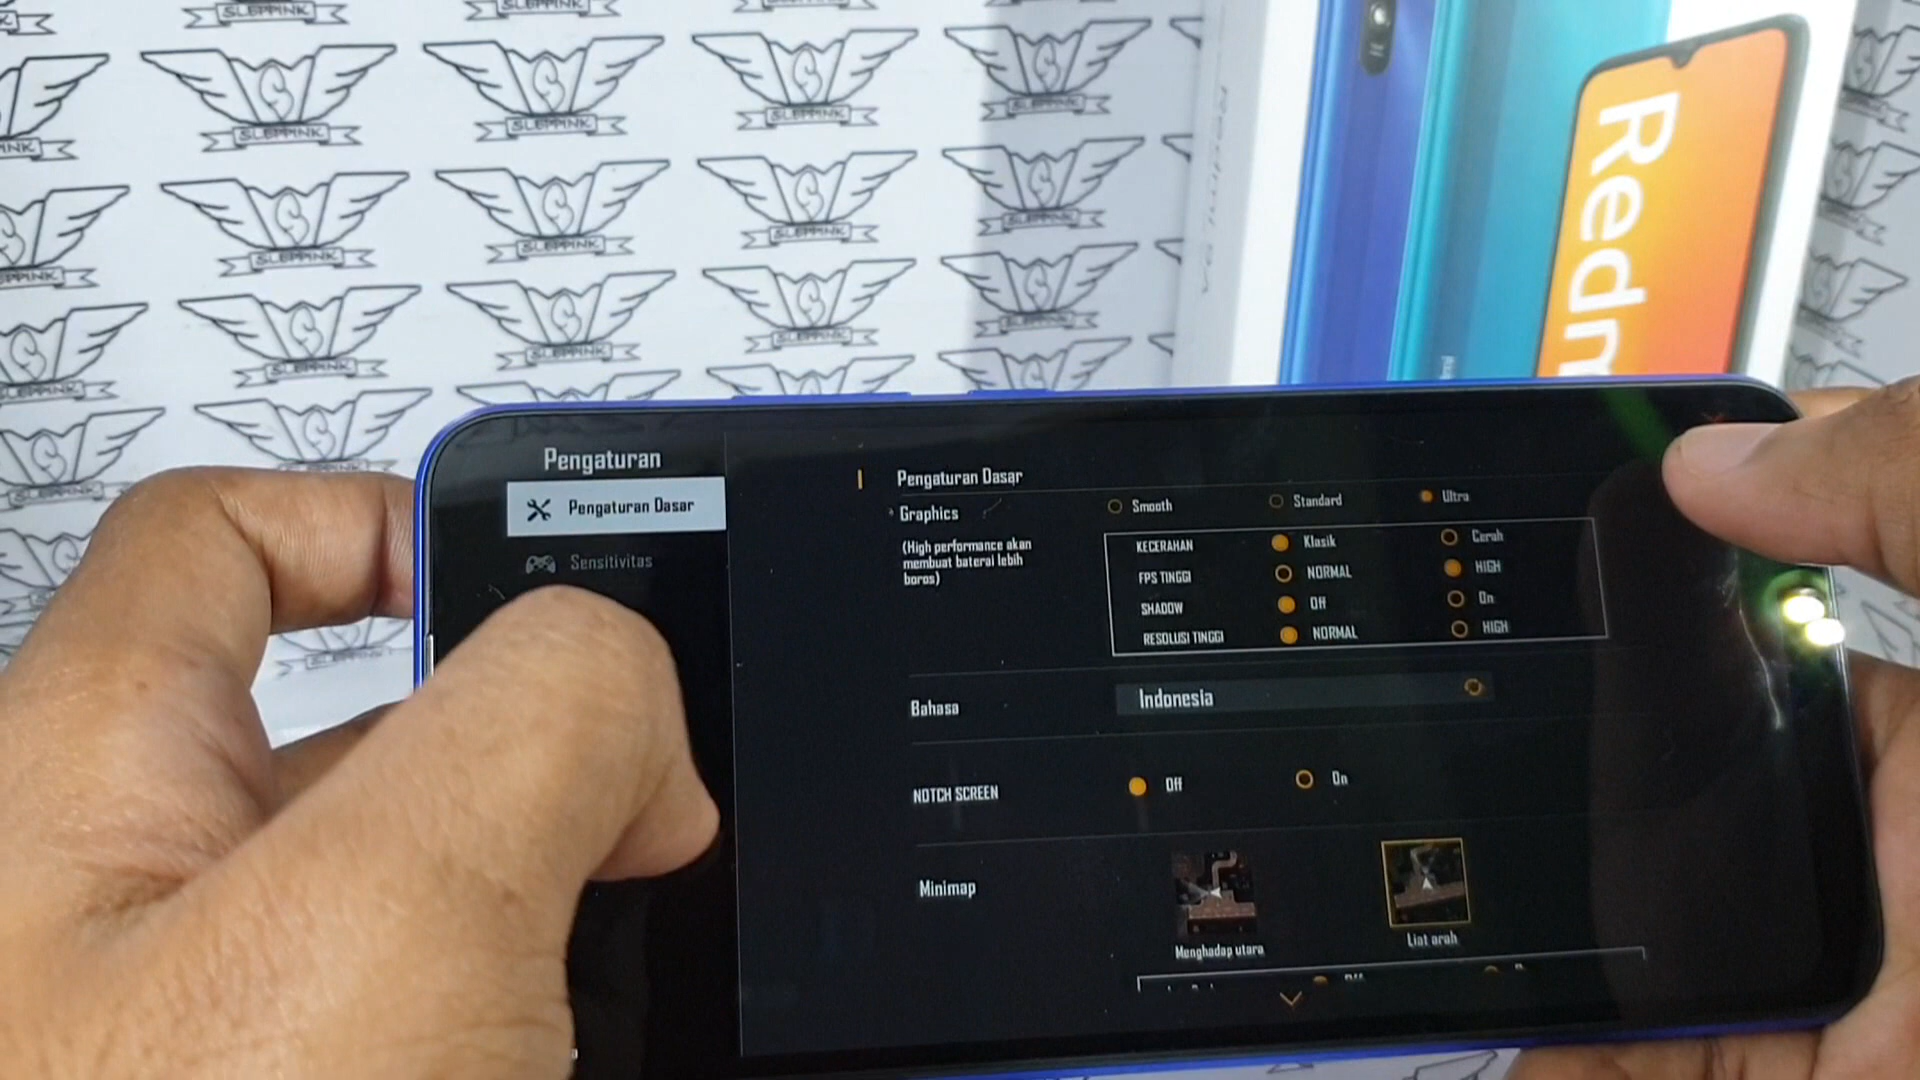 SLEPPINK
Redm
Pengaturan
Pengaturan Dasar
Sensitivitas
Pengaturan Dasar
Graphics
Smooth
Standard
Ultra
(High performance akan
membuat baterai lebih
boros)
KECERAHAN
Klasik
Cerah
FPS TINGGI
NORMAL
HIGH
SHADOW
Off
On
RESOLUSI TINGGI
NORMAL
HIGH
Bahasa
Indonesia
NOTCH SCREEN
Off
On
Minimap
Menghadap utara
Liat arah